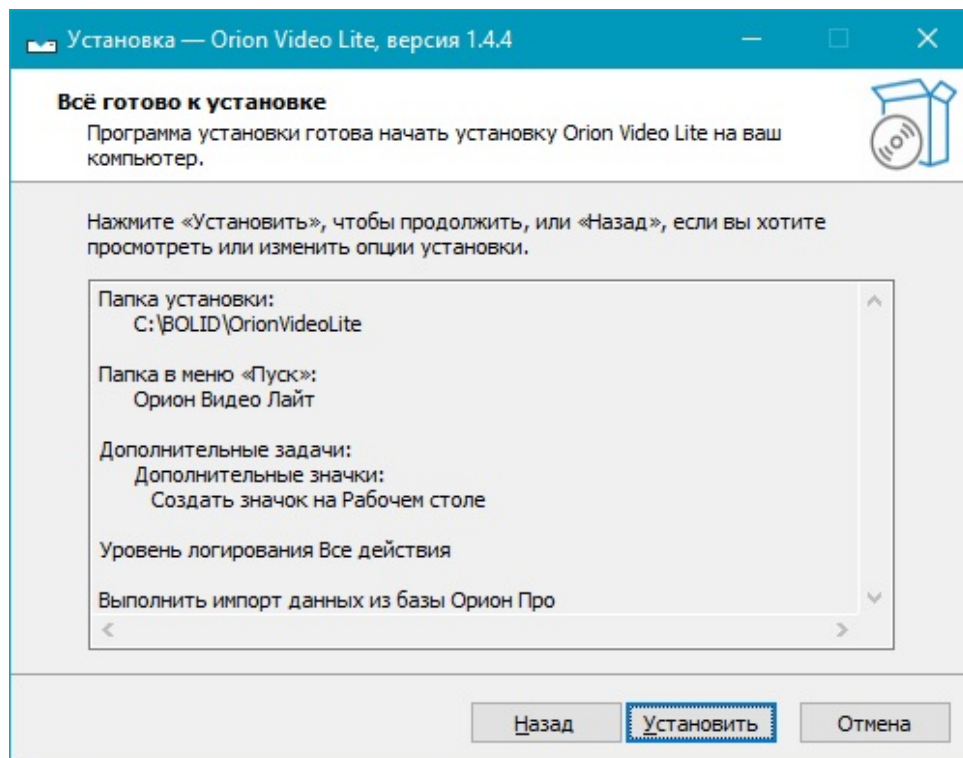 Установка — Orion Video Lite, версия 1.4.4
Всё готово к установке
Программа установки готова начать установку Orion Video Lite на ваш
компьютер.
Нажмите «Установить», чтобы продолжить, или «Назад», если вы хотите
просмотреть или изменить опции установки.
Папка установки:
C:\BOLID\OrionVideoLite
Папка в меню «Пуск»:
Орион Видео Лайт
Дополнительные задачи:
Дополнительные значки:
Создать значок на Рабочем столе
Уровень логирования Все действия
Выполнить импорт данных из базы Орион Про
Назад
Установить
Отмена